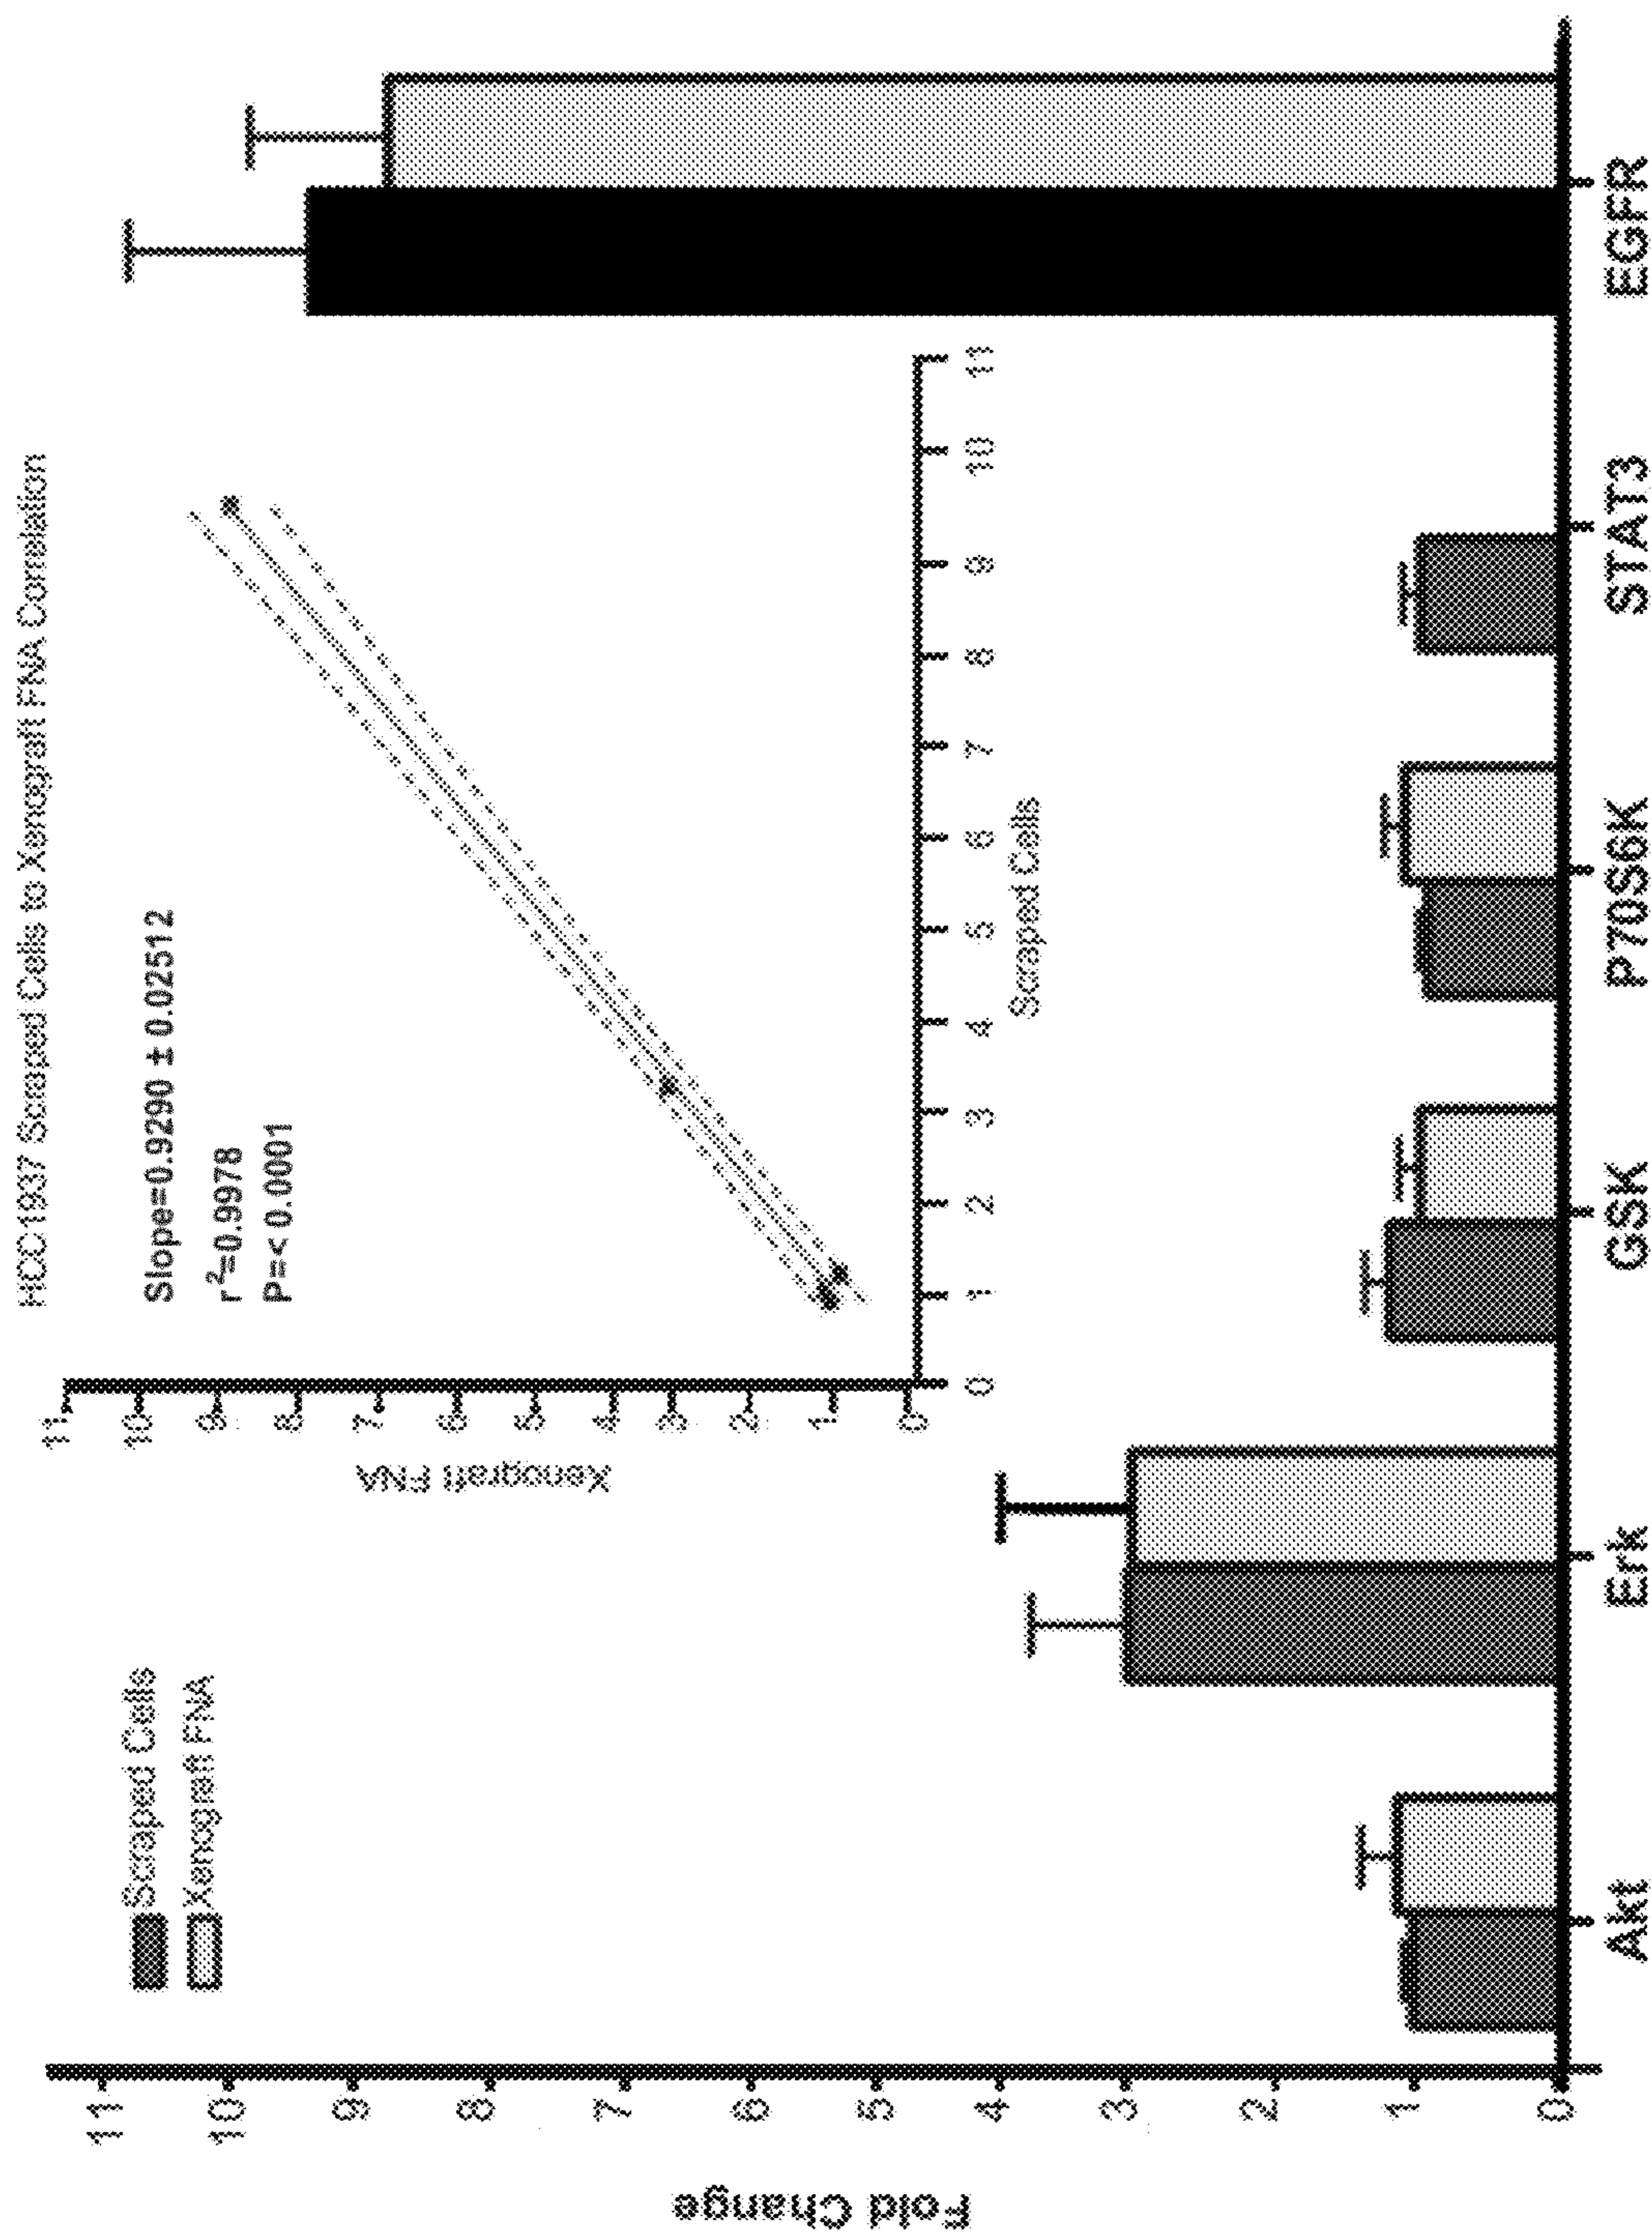 HCC1937 Scraped Cells to Xenograft FNA Correlation
Scraped Cells
Xenograft FNA
Slope=0.9290 ± 0.02512
r²=0.9978
P=< 0.0001
Xenograft FNA
11
10
9
8
7
6
5
4
3
2
1
0
0 1 2 3 4 5 6 7 8 9 10 11
Scraped Cells
Fold Change
11
10
9
8
7
6
5
4
3
2
1
0
Akt Erk GSK P70S6K STAT3 EGFR